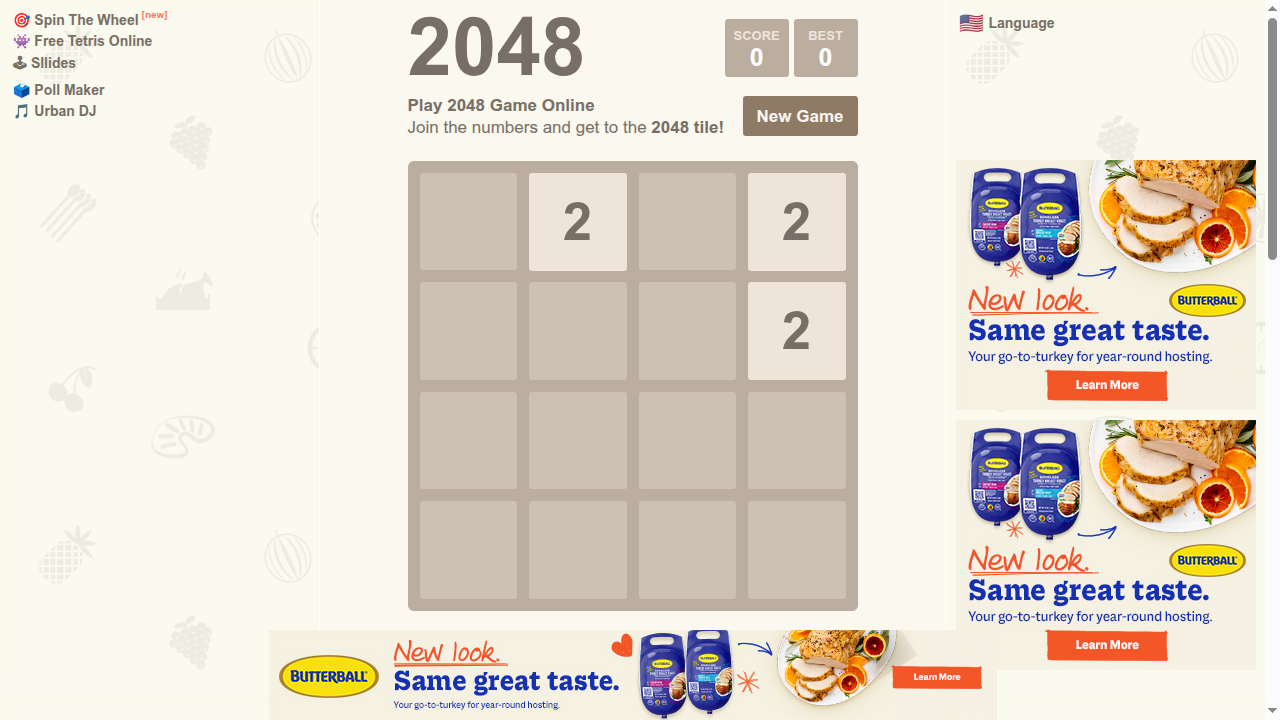 🎯 Spin The Wheel [new]
👾 Free Tetris Online
🕹 Sllides
🗳 Poll Maker
🎵 Urban DJ
2048
SCORE
0
BEST
0
Play 2048 Game Online
Join the numbers and get to the 2048 tile!
New Game
2
2
2
Language
New look.
BUTTERBALL
Same great taste.
Your go-to-turkey for year-round hosting.
Learn More
New look.
BUTTERBALL
Same great taste.
Your go-to-turkey for year-round hosting.
Learn More
BUTTERBALL
New look.
Same great taste.
Your go-to-turkey for year-round hosting.
Learn More